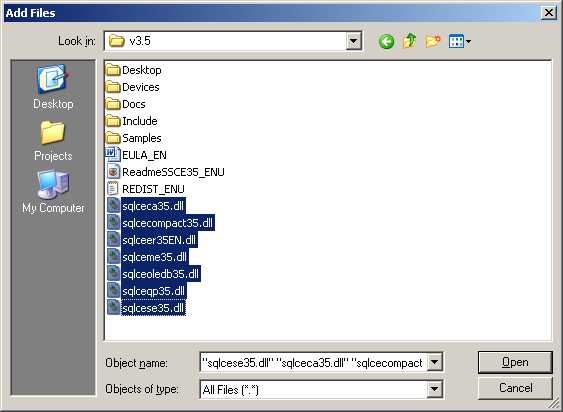 Add Files
Look in: v3.5
Desktop
Projects
My Computer
Desktop
Devices
Docs
Include
Samples
EULA_EN
ReadmeSSCE35_ENU
REDIST_ENU
sqlceca35.dll
sqlcecompact35.dll
sqlceer35EN.dll
sqlceme35.dll
sqlceoledb35.dll
sqlceqp35.dll
sqlcese35.dll
Object name: "sqlcese35.dll" "sqlceca35.dll" "sqlcecompact
Open
Objects of type: All Files (*.*)
Cancel